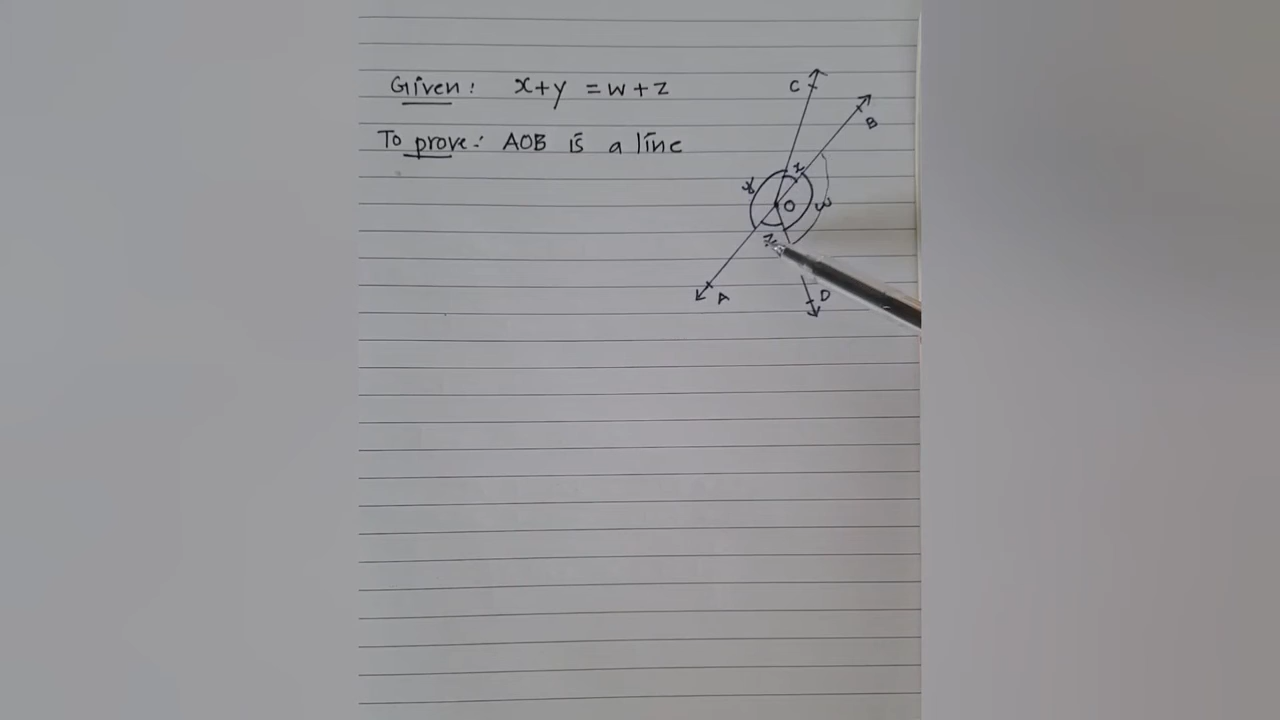 Given: x+y = w+z
To prove:- AOB is a line
C
B
x
y
O
w
z
A
D